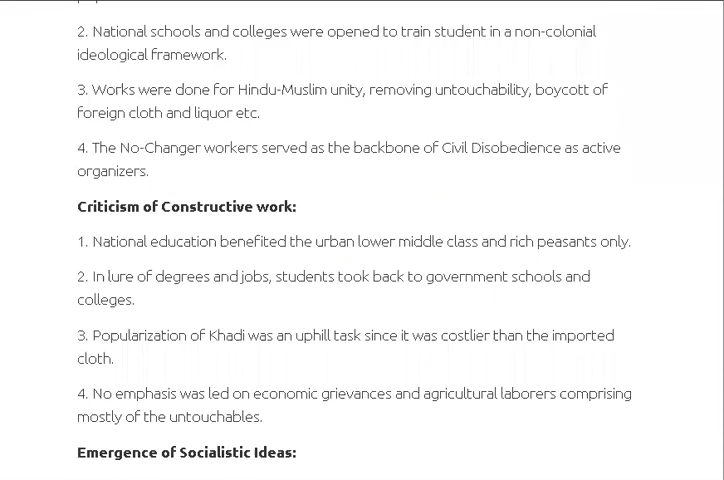 2. National schools and colleges were opened to train student in a non-colonial
ideological framework.
3. Works were done for Hindu-Muslim unity, removing untouchability, boycott of
foreign cloth and liquor etc.
4. The No-Changer workers served as the backbone of Civil Disobedience as active
organizers.
Criticism of Constructive work:
1. National education benefited the urban lower middle class and rich peasants only.
2. In lure of degrees and jobs, students took back to government schools and
colleges.
3. Popularization of Khadi was an uphill task since it was costlier than the imported
cloth.
4. No emphasis was led on economic grievances and agricultural laborers comprising
mostly of the untouchables.
Emergence of Socialistic Ideas: